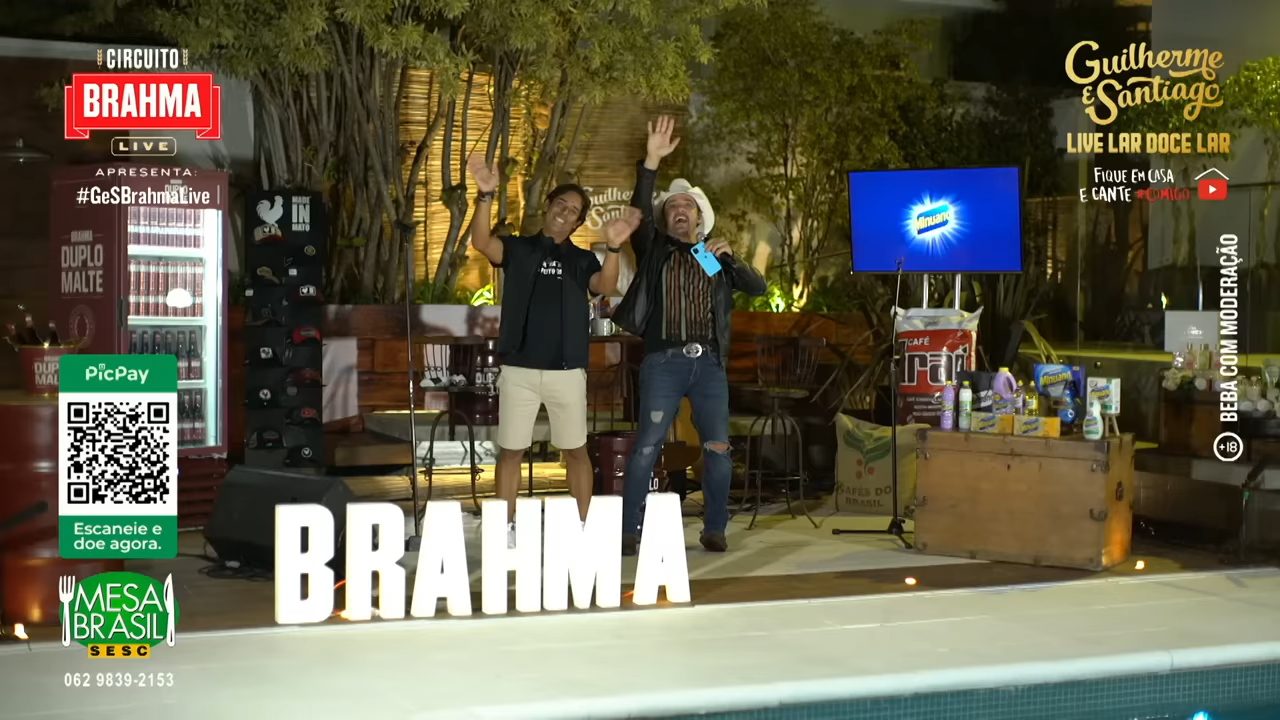 CIRCUITO
BRAHMA
LIVE
APRESENTA:
#GeSBrahmaLive
Guilherme
& Santiago
LIVE LAR DOCE LAR
FIQUE EM CASA
E CANTE #COMIGO
BEBA COM MODERAÇÃO
+18
BRAHMA
DUPLO
MALTE
MADE
IN
MATO
Minuano
CAFÉ
Minuano
CAFÉS DO
BRASIL
PicPay
Escaneie e
doe agora.
MESA
BRASIL
SESC
062 9839-2153
BRAHMA